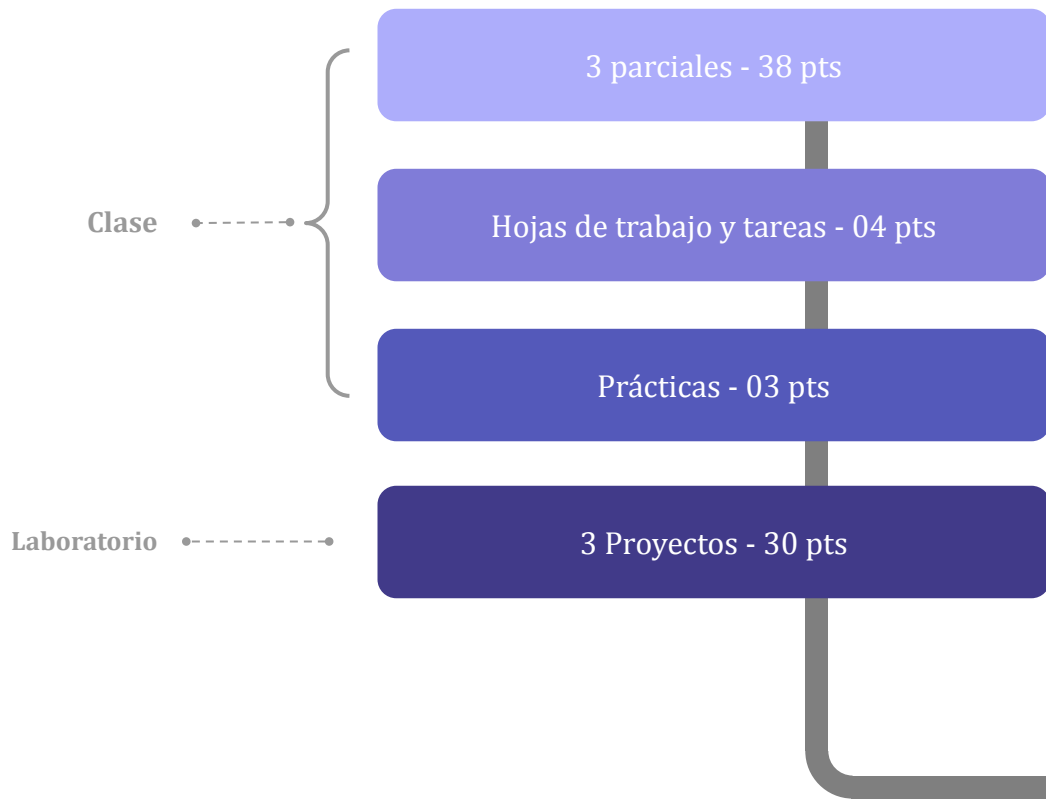 3 parciales - 38 pts
Clase
Hojas de trabajo y tareas - 04 pts
Prácticas - 03 pts
Laboratorio
3 Proyectos - 30 pts